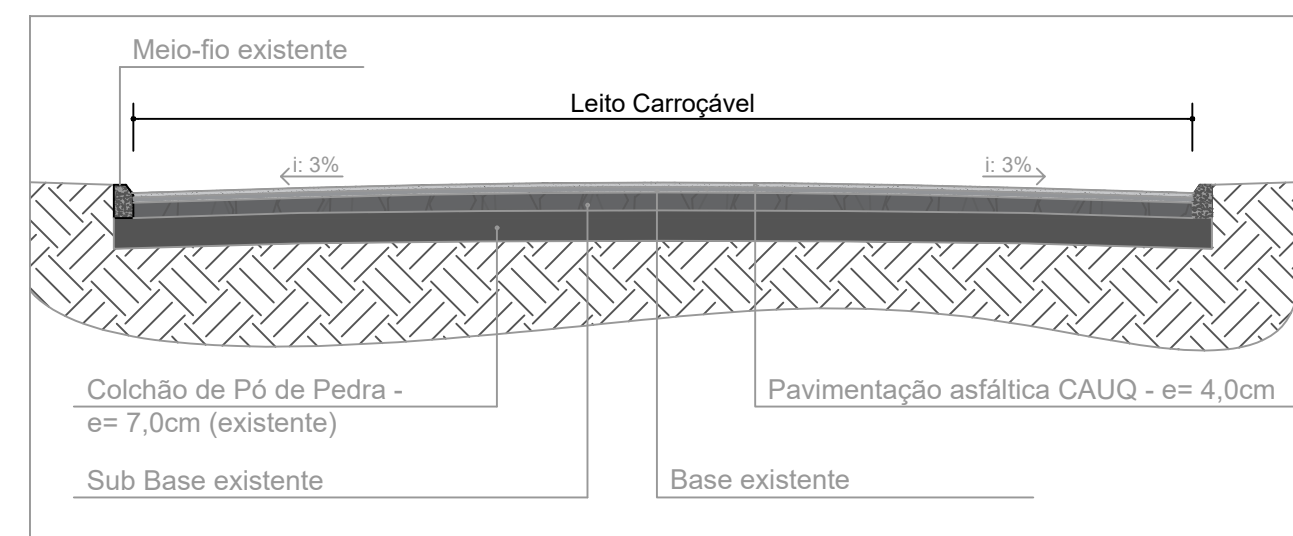 Meio-fio existente
Leito Carroçável
i: 3%
i: 3%
Colchão de Pó de Pedra -
e= 7,0cm (existente)
Pavimentação asfáltica CAUQ - e= 4,0cm
Sub Base existente
Base existente